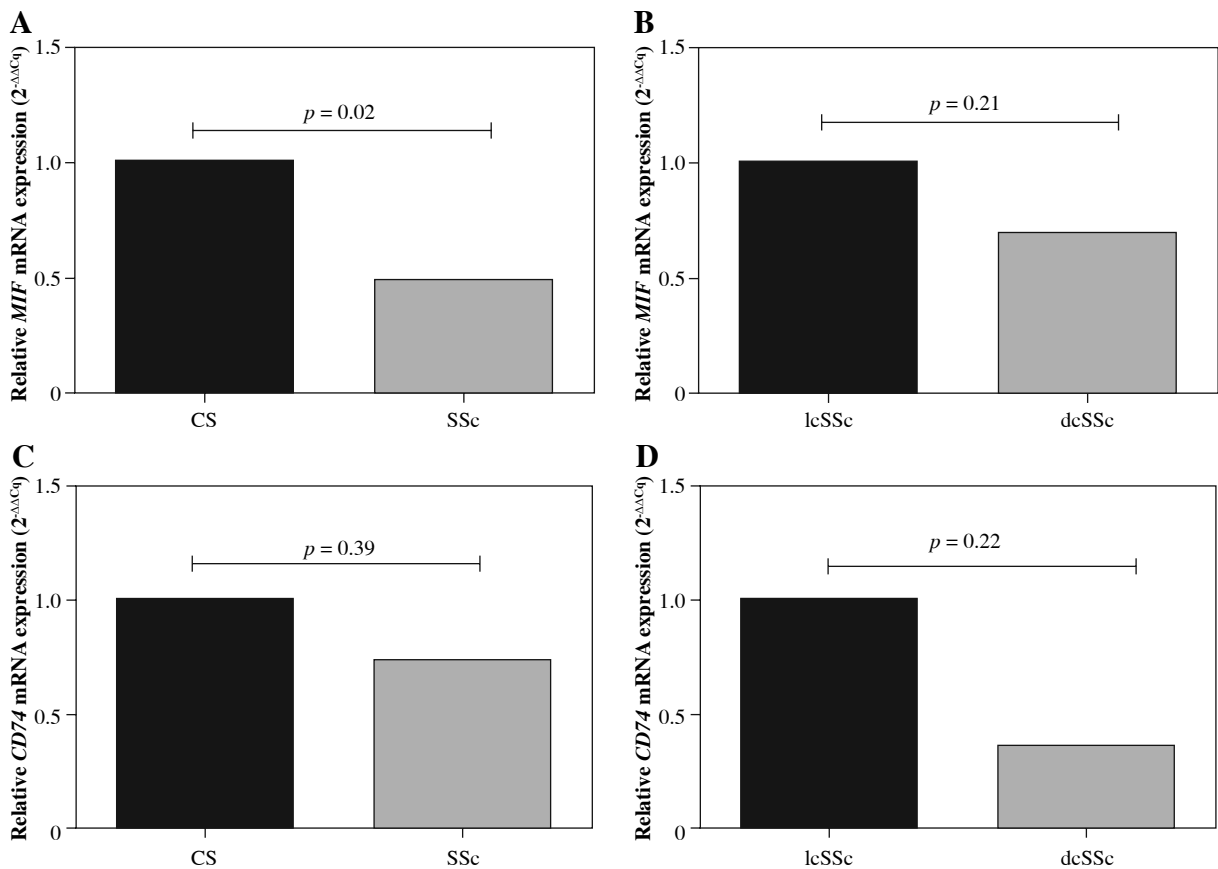 A
Relative MIF mRNA expression (2^-ΔΔCq)
1.5
1.0
0.5
0
p = 0.02
CS SSc
B
Relative MIF mRNA expression (2^-ΔΔCq)
1.5
1.0
0.5
0
p = 0.21
lcSSc dcSSc
C
Relative CD74 mRNA expression (2^-ΔΔCq)
1.5
1.0
0.5
0
p = 0.39
CS SSc
D
Relative CD74 mRNA expression (2^-ΔΔCq)
1.5
1.0
0.5
0
p = 0.22
lcSSc dcSSc